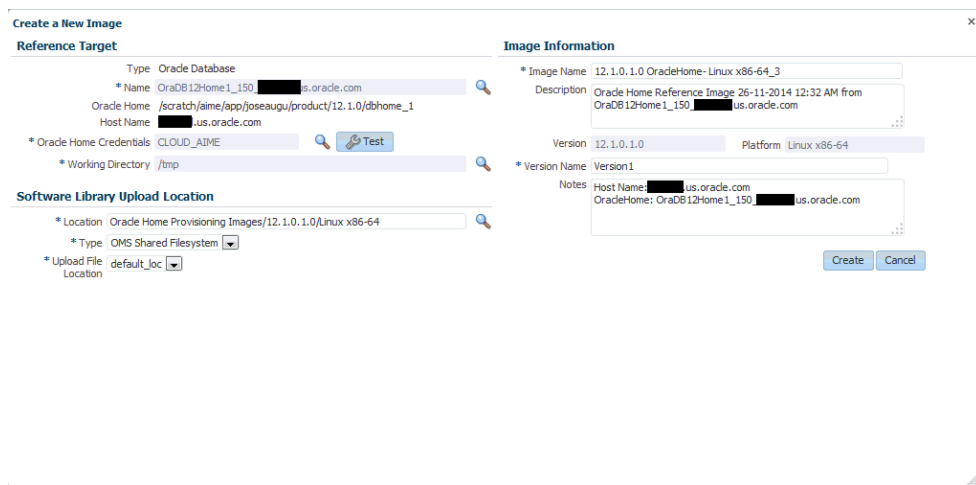 Create a New Image
×
Reference Target
Type Oracle Database
* Name OraDB12Home1_150_ us.oracle.com
Oracle Home /scratch/aime/app/joseaugu/product/12.1.0/dbhome_1
Host Name .us.oracle.com
* Oracle Home Credentials CLOUD_AIME Test
* Working Directory /tmp
Software Library Upload Location
* Location Oracle Home Provisioning Images/12.1.0.1.0/Linux x86-64
* Type OMS Shared Filesystem
* Upload File Location default_loc
Image Information
* Image Name 12.1.0.1.0 OracleHome- Linux x86-64_3
Description Oracle Home Reference Image 26-11-2014 12:32 AM from
OraDB12Home1_150_ us.oracle.com
Version 12.1.0.1.0 Platform Linux x86-64
* Version Name Version1
Notes Host Name: .us.oracle.com
OracleHome: OraDB12Home1_150_ us.oracle.com
Create Cancel